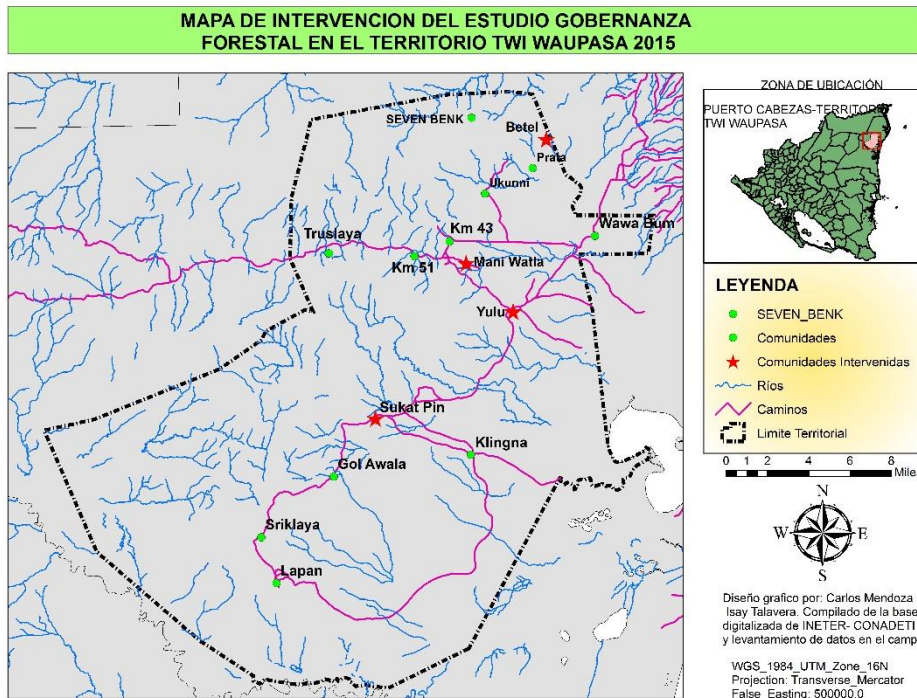 MAPA DE INTERVENCION DEL ESTUDIO GOBERNANZA
FORESTAL EN EL TERRITORIO TWI WAUPASA 2015
SEVEN BENK
Betel
Prata
Ukunni
Wawa Bum
Km 43
Truslaya
Km 51
Mani Watla
Yulu
Sukat Pin
Klingna
Gol Awala
Sriklaya
Lapan
ZONA DE UBICACIÓN
PUERTO CABEZAS-TERRITOR
TWI WAUPASA
LEYENDA
SEVEN_BENK
Comunidades
Comunidades Intervenidas
Ríos
Caminos
Limite Territorial
0 1 2 4 6 8
Mile
N
W E
S
Diseño grafico por: Carlos Mendoza
Isay Talavera. Compilado de la base
digitalizada de INETER- CONADETI
y levantamiento de datos en el camp
WGS_1984_UTM_Zone_16N
Projection: Transverse_Mercator
False Easting: 500000.0